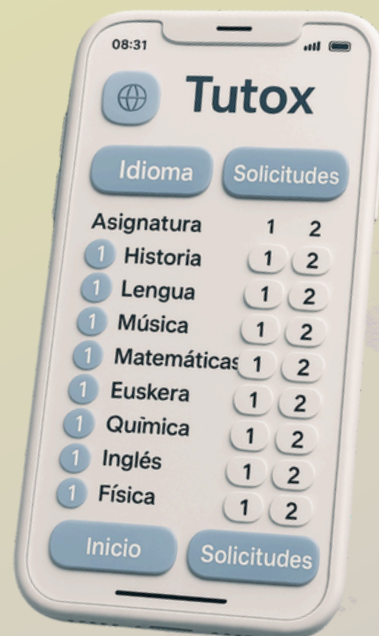 08:31
Tutox
Idioma Solicitudes
Asignatura 1 2
1 Historia 1 2
1 Lengua 1 2
1 Música 1 2
1 Matemáticas 1 2
1 Euskera 1 2
1 Química 1 2
1 Inglés 1 2
1 Física 1 2
Inicio Solicitudes